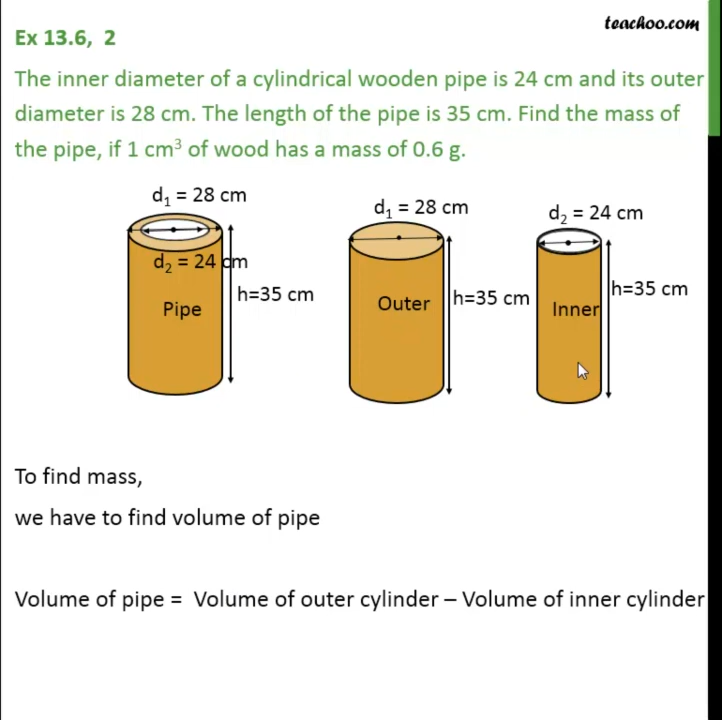 teachoo.com
Ex 13.6, 2
The inner diameter of a cylindrical wooden pipe is 24 cm and its outer
diameter is 28 cm. The length of the pipe is 35 cm. Find the mass of
the pipe, if 1 cm³ of wood has a mass of 0.6 g.
d₁ = 28 cm
d₂ = 24 cm
h=35 cm
Pipe
d₁ = 28 cm
Outer
h=35 cm
d₂ = 24 cm
Inner
h=35 cm
To find mass,
we have to find volume of pipe
Volume of pipe = Volume of outer cylinder – Volume of inner cylinder